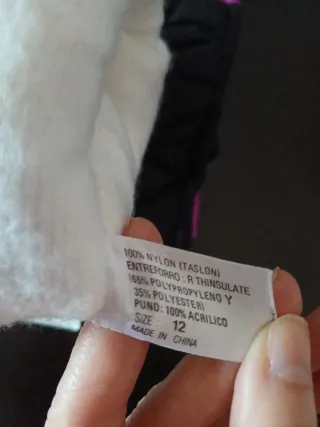 100% NYLON (TASLON)
ENTREFORRO : R THINSULATE
(65% POLYPROPYLENO Y
35% POLYESTER)
PUNO: 100% ACRILICO
SIZE : 12
MADE IN CHINA